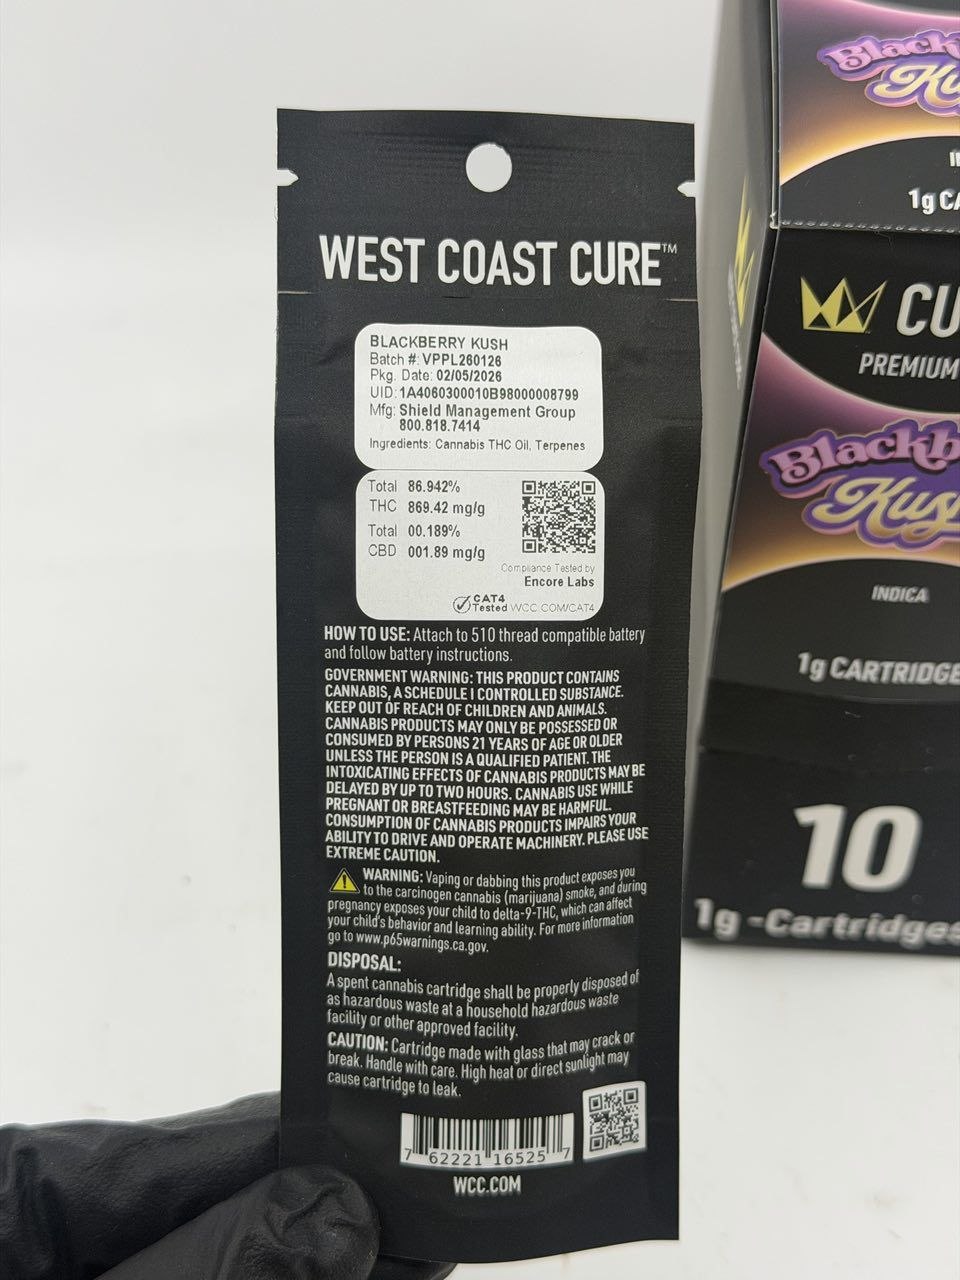 WEST COAST CURE™
BLACKBERRY KUSH
Batch #: VPPL260126
Pkg. Date: 02/05/2026
UID: 1A4060300010B98000008799
Mfg: Shield Management Group
800.818.7414
Ingredients: Cannabis THC Oil, Terpenes
Total 86.942%
THC 869.42 mg/g
Total 00.189%
CBD 001.89 mg/g
Compliance Tested by
Encore Labs
CAT4
Tested WCC.COM/CAT4
HOW TO USE: Attach to 510 thread compatible battery
and follow battery instructions.
GOVERNMENT WARNING: THIS PRODUCT CONTAINS
CANNABIS, A SCHEDULE I CONTROLLED SUBSTANCE.
KEEP OUT OF REACH OF CHILDREN AND ANIMALS.
CANNABIS PRODUCTS MAY ONLY BE POSSESSED OR
CONSUMED BY PERSONS 21 YEARS OF AGE OR OLDER
UNLESS THE PERSON IS A QUALIFIED PATIENT. THE
INTOXICATING EFFECTS OF CANNABIS PRODUCTS MAY BE
DELAYED BY UP TO TWO HOURS. CANNABIS USE WHILE
PREGNANT OR BREASTFEEDING MAY BE HARMFUL.
CONSUMPTION OF CANNABIS PRODUCTS IMPAIRS YOUR
ABILITY TO DRIVE AND OPERATE MACHINERY. PLEASE USE
EXTREME CAUTION.
WARNING: Vaping or dabbing this product exposes you
to the carcinogen cannabis (marijuana) smoke, and during
pregnancy exposes your child to delta-9-THC, which can affect
your child's behavior and learning ability. For more information
go to www.p65warnings.ca.gov.
DISPOSAL:
A spent cannabis cartridge shall be properly disposed of
as hazardous waste at a household hazardous waste
facility or other approved facility.
CAUTION: Cartridge made with glass that may crack or
break. Handle with care. High heat or direct sunlight may
cause cartridge to leak.
7 62221 16525 7
WCC.COM
1g CA
CU
PREMIUM
Blackb
Kus
INDICA
1g CARTRIDGE
10
1g -Cartridges